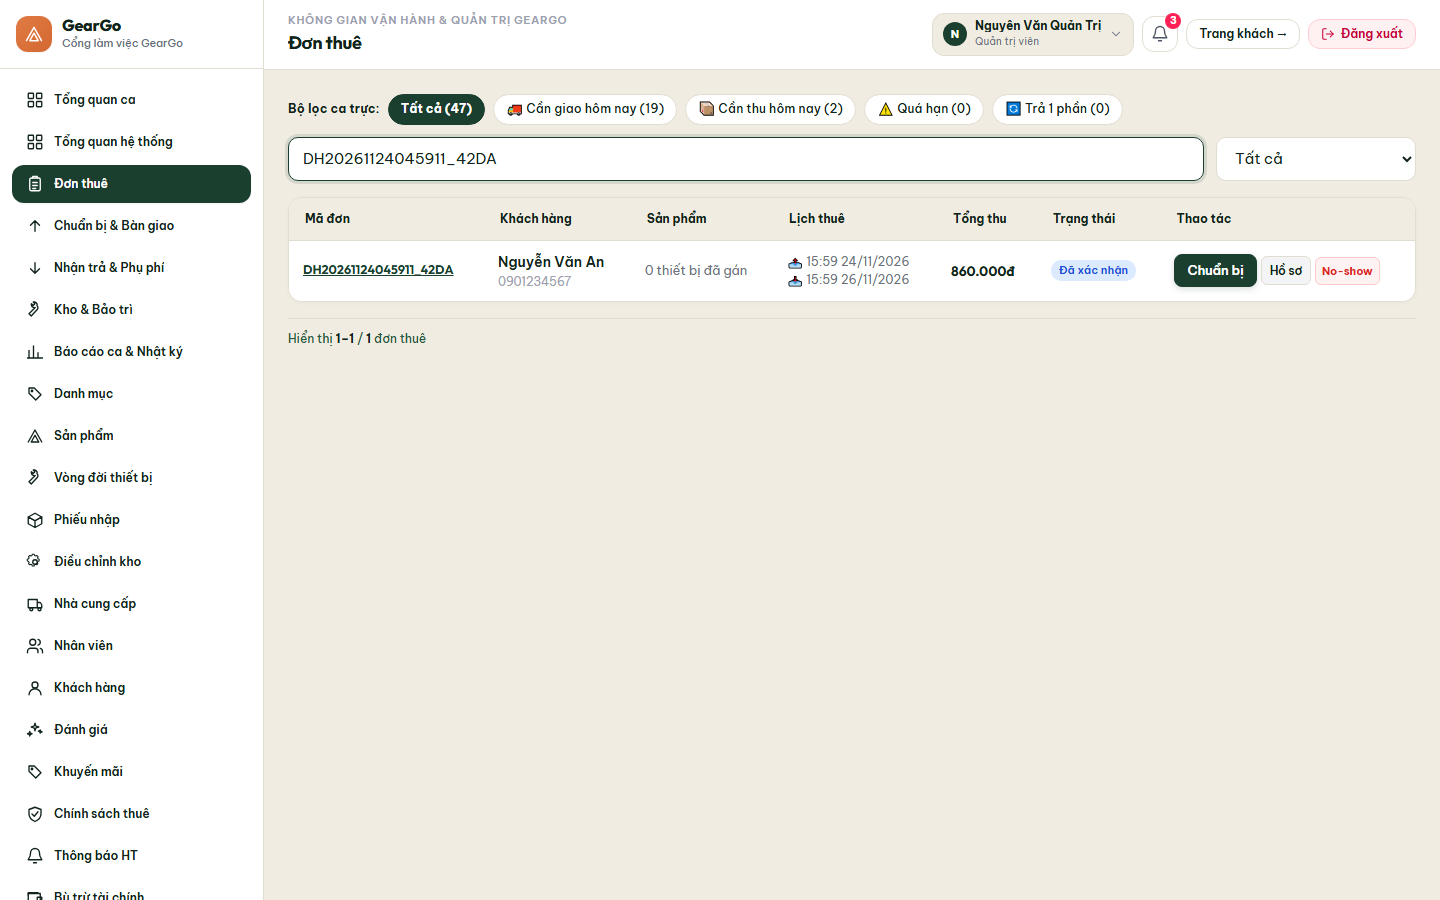 GearGo
Cổng làm việc GearGo
KHÔNG GIAN VẬN HÀNH & QUẢN TRỊ GEARGO
Đơn thuê
N
Nguyễn Văn Quản Trị
Quản trị viên
3
Trang khách →
Đăng xuất
Tổng quan ca
Tổng quan hệ thống
Đơn thuê
Chuẩn bị & Bàn giao
Nhận trả & Phụ phí
Kho & Bảo trì
Báo cáo ca & Nhật ký
Danh mục
Sản phẩm
Vòng đời thiết bị
Phiếu nhập
Điều chỉnh kho
Nhà cung cấp
Nhân viên
Khách hàng
Đánh giá
Khuyến mãi
Chính sách thuê
Thông báo HT
Bù trừ tài chính
Bộ lọc ca trực: Tất cả (47) Cần giao hôm nay (19) Cần thu hôm nay (2) Quá hạn (0) Trả 1 phần (0)
DH20261124045911_42DA
Tất cả
Mã đơn Khách hàng Sản phẩm Lịch thuê Tổng thu Trạng thái Thao tác
DH20261124045911_42DA
Nguyễn Văn An
0901234567
0 thiết bị đã gán
15:59 24/11/2026
15:59 26/11/2026
860.000đ
Đã xác nhận
Chuẩn bị
Hồ sơ
No-show
Hiển thị 1–1 / 1 đơn thuê